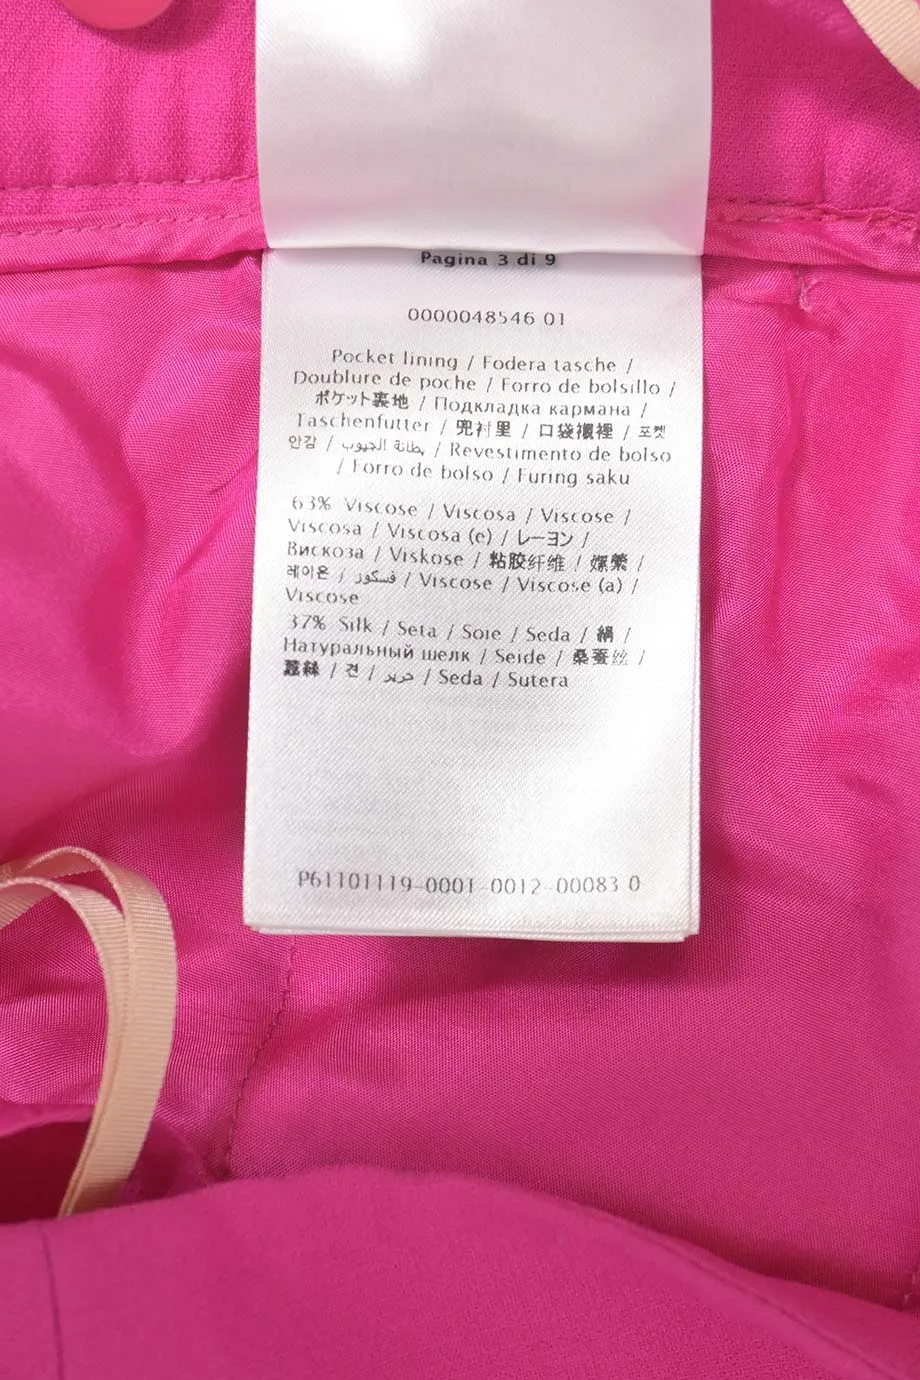 Pagina 3 di 9
0000048546 01
Pocket lining / Fodera tasche /
Doublure de poche / Forro de bolsillo /
ポケット裏地 / Подкладка кармана /
Taschenfutter / 兜衬里 / 口袋襯裡 / 포켓
안감 / بطانة الجيوب / Revestimento de bolso
/ Forro de bolso / Furing saku
63% Viscose / Viscosa / Viscose /
Viscosa / Viscosa (e) / レーヨン /
Вискоза / Viskose / 粘胶纤维 / 嫘縈 /
레이온 / فسكوز / Viscose / Viscose (a) /
Viscose
37% Silk / Seta / Soie / Seda / 絹 /
Натуральный шелк / Seide / 桑蚕丝 /
蠶絲 / 견 / حرير / Seda / Sutera
P61101119-0001-0012-00083 0